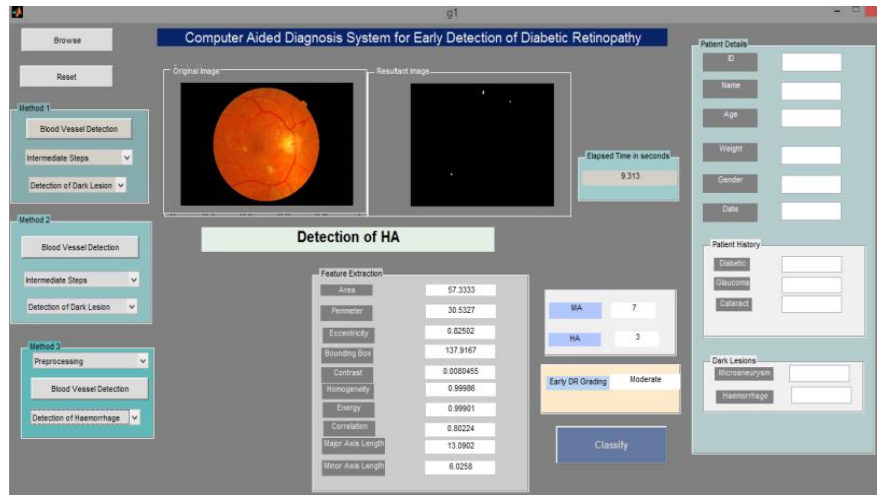 g1
Browse
Reset
Computer Aided Diagnosis System for Early Detection of Diabetic Retinopathy
Original Image
Resultant Image
Method 1
Blood Vessel Detection
Intermediate Steps
Detection of Dark Lesion
Method 2
Blood Vessel Detection
Intermediate Steps
Detection of Dark Lesion
Method 3
Preprocessing
Blood Vessel Detection
Detection of Haemorrhage
Elapsed Time in seconds
9.313
Detection of HA
Feature Extraction
Area 57.3333
Perimeter 30.5327
Eccentricity 0.82502
Bounding Box 137.9167
Contrast 0.0080455
Homogeneity 0.99986
Energy 0.99901
Correlation 0.80224
Major Axis Length 13.0902
Minor Axis Length 6.0258
MA 7
HA 3
Early DR Grading Moderate
Classify
Patient Details
ID
Name
Age
Weight
Gender
Date
Patient History
Diabetic
Glaucoma
Cataract
Dark Lesions
Microaneurysm
Haemorrhage